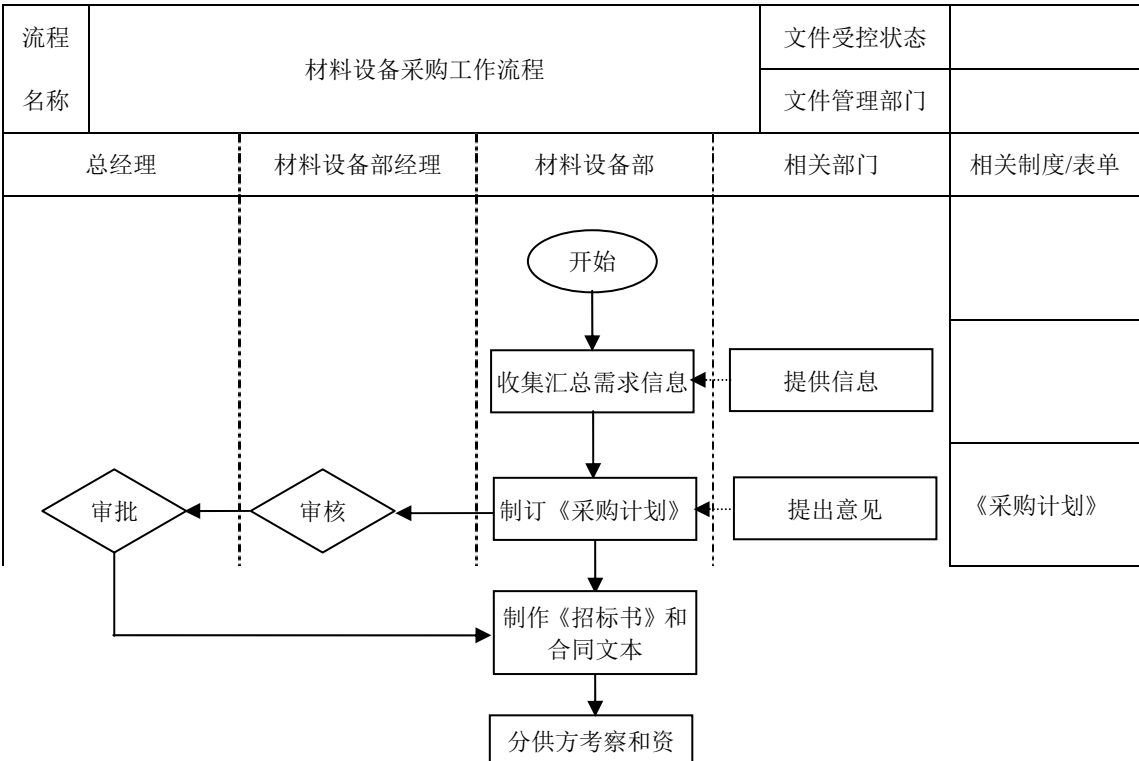 流程
名称
材料设备采购工作流程
文件受控状态
文件管理部门
总经理
材料设备部经理
材料设备部
相关部门
相关制度/表单
开始
收集汇总需求信息
提供信息
审批
审核
制订《采购计划》
提出意见
《采购计划》
制作《招标书》和
合同文本
分供方考察和资